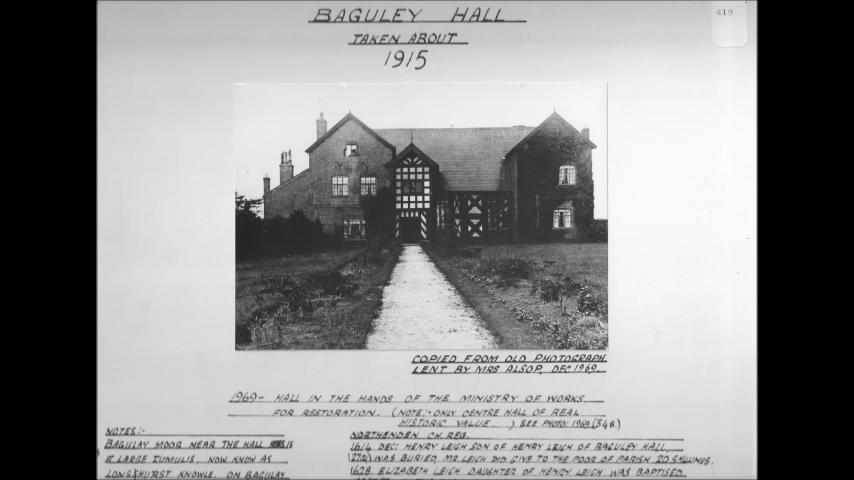 419
BAGULEY HALL
TAKEN ABOUT
1915
COPIED FROM OLD PHOTOGRAPH
LENT BY MRS ALSOP, DEC 1969.
1969- HALL IN THE HANDS OF THE MINISTRY OF WORKS
FOR RESTORATION. (NOTE:- ONLY CENTRE HALL OF REAL
HISTORIC VALUE. ) SEE PHOTO: 1969 (34B.)
NOTES:-
BAGULAY MOOR NEAR THE HALL IS
A LARGE TUMULIS, NOW KNOW AS
LONGHURST KNOWLE. ON BAGULAY
NORTHENDEN CH. REG.
1614 DEC: HENRY LEIGH SON OF HENRY LEIGH OF BAGULEY HALL,
WAS BURIED, MR. LEIGH DID GIVE TO THE POOR OF PARISH 20 SHILLINGS.
1628. ELIZABETH LEIGH DAUGHTER OF HENRY LEIGH WAS BAPTISED